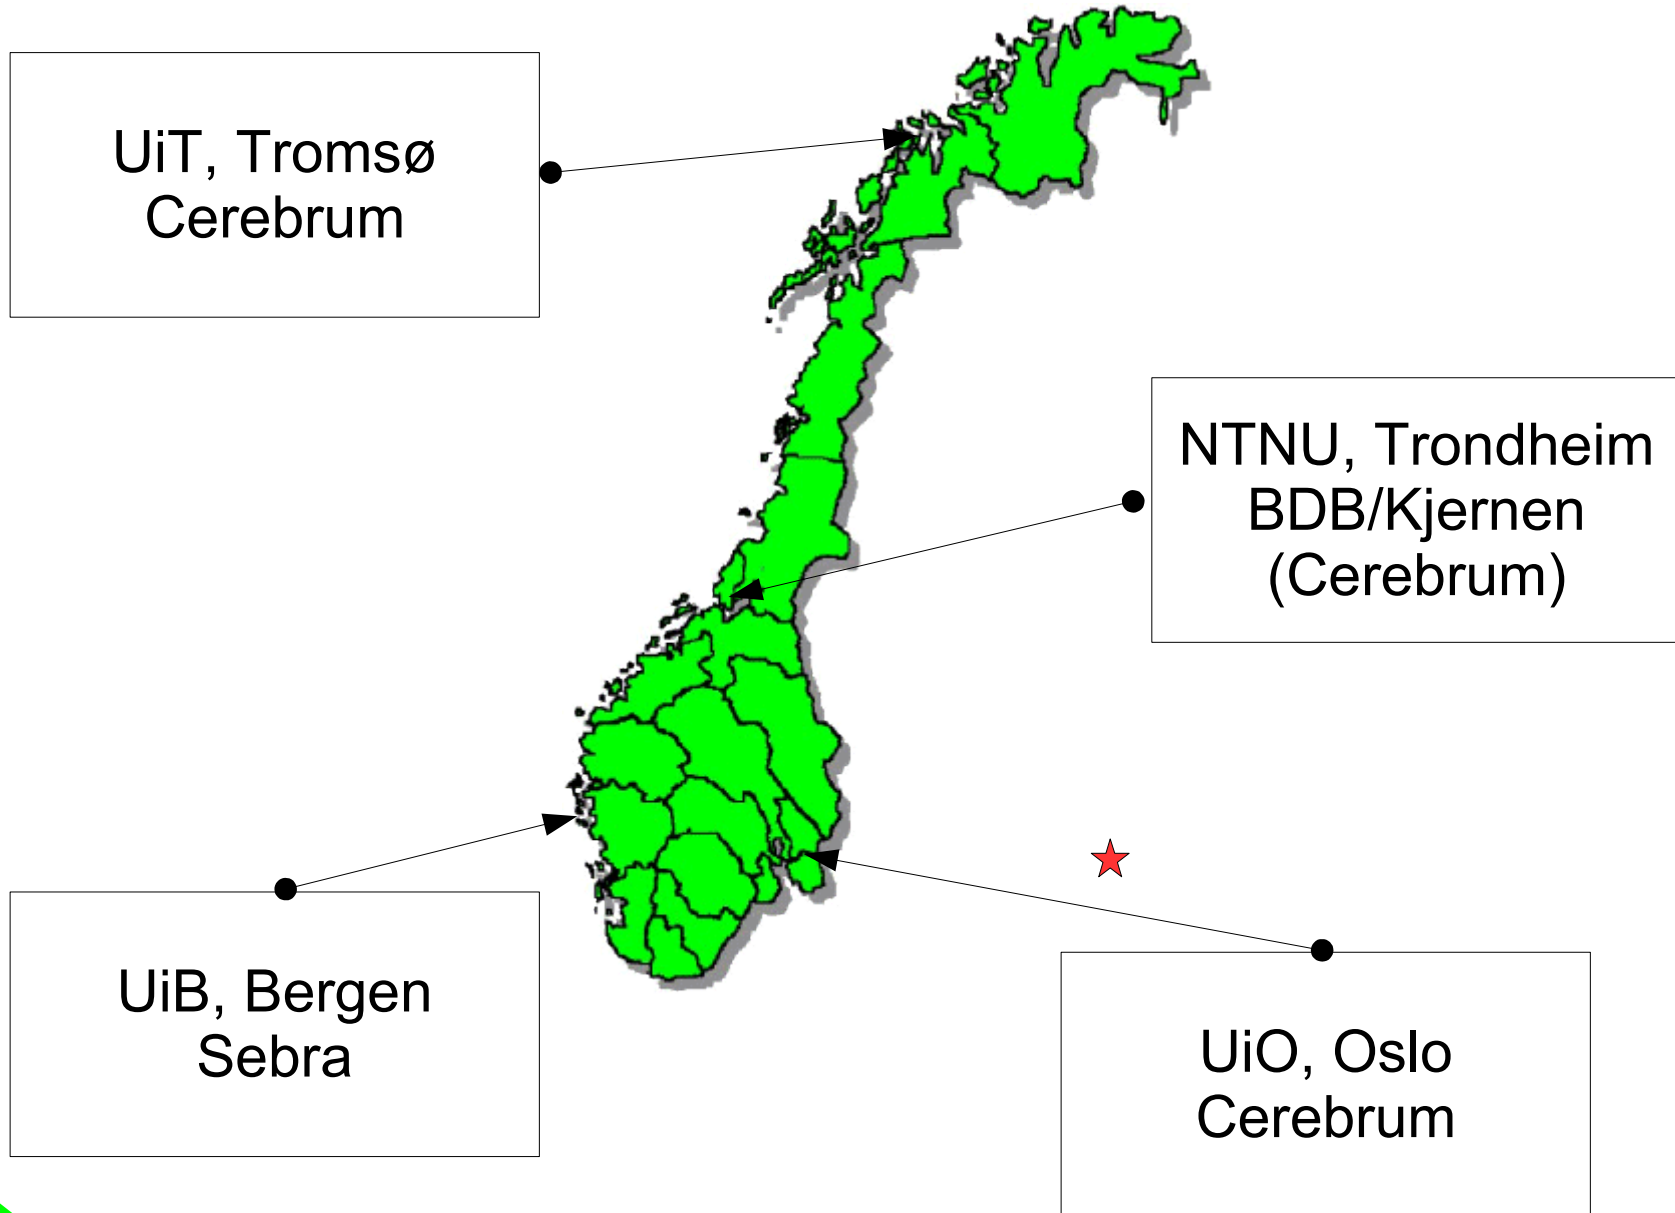 UiT, Tromsø
Cerebrum
NTNU, Trondheim
BDB/Kjernen
(Cerebrum)
UiB, Bergen
Sebra
UiO, Oslo
Cerebrum